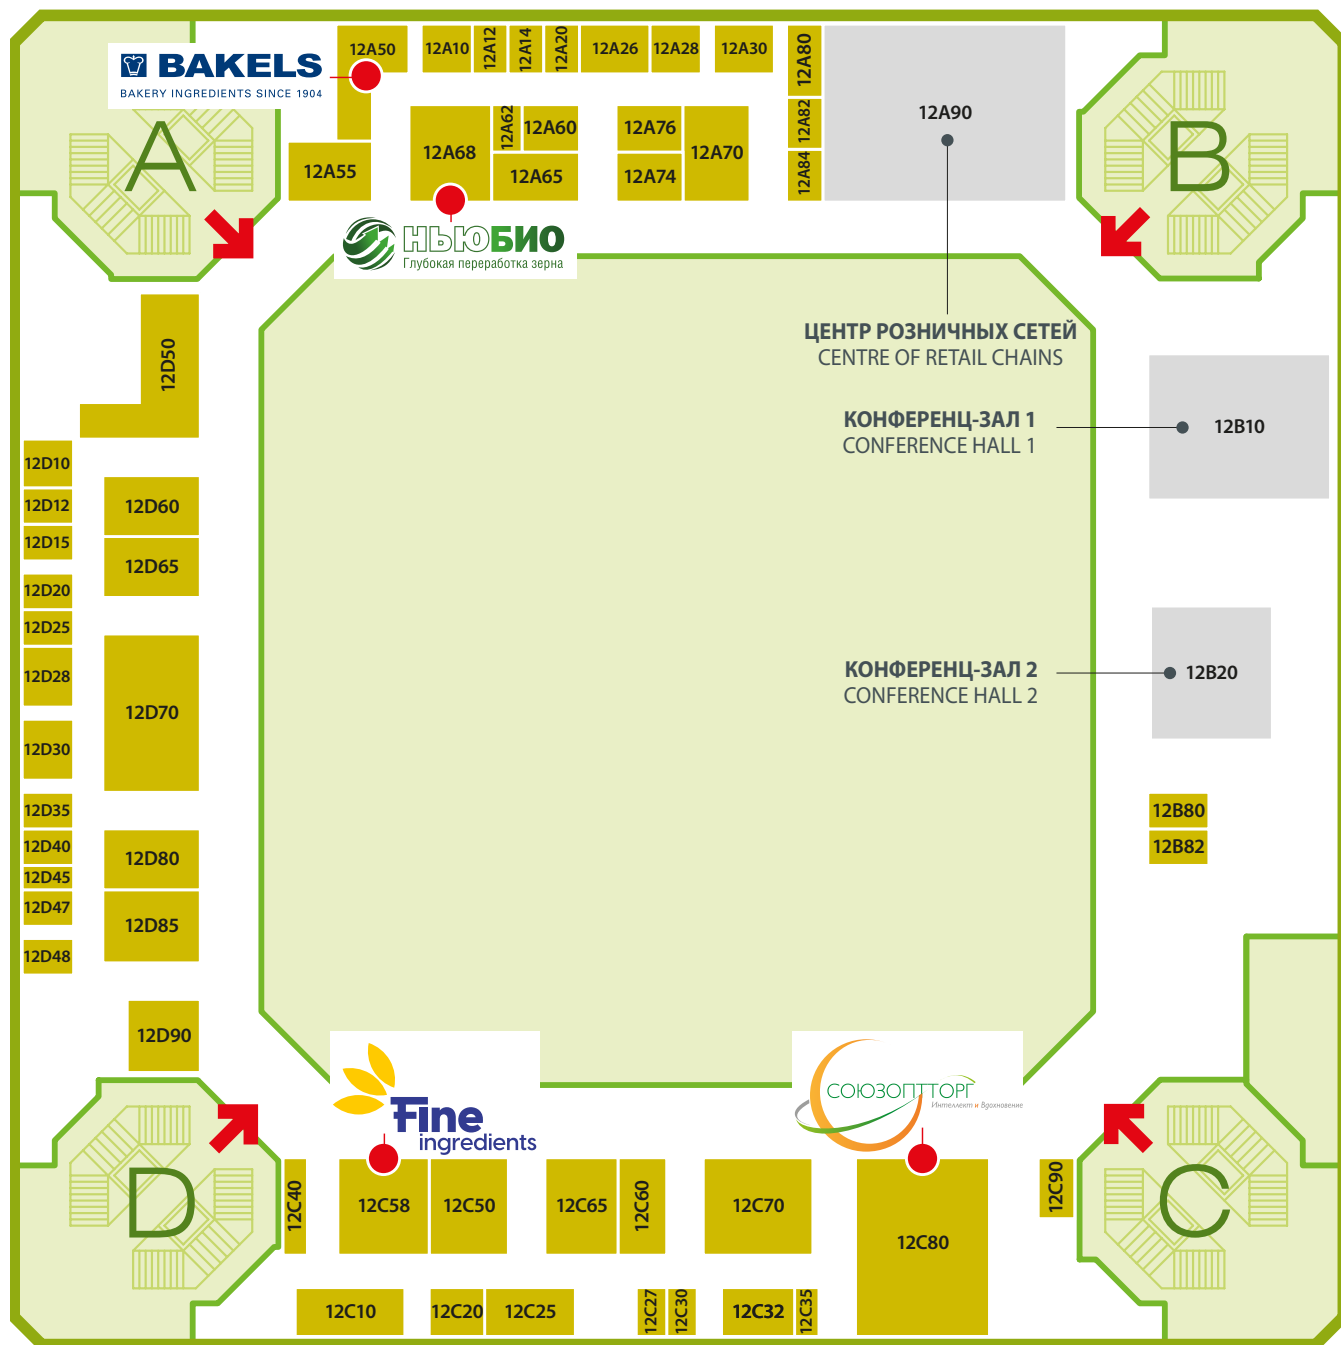 12A50
12A10
12A12
12A14
12A20
12A26
12A28
12A30
12A80
BAKELS
BAKERY INGREDIENTS SINCE 1904
A
12A55
12A68
12A62
12A60
12A65
12A76
12A74
12A70
12A82
12A84
12A90
B
НЬЮБИО
Глубокая переработка зерна
ЦЕНТР РОЗНИЧНЫХ СЕТЕЙ
CENTRE OF RETAIL CHAINS
КОНФЕРЕНЦ-ЗАЛ 1
CONFERENCE HALL 1
12B10
КОНФЕРЕНЦ-ЗАЛ 2
CONFERENCE HALL 2
12B20
12B80
12B82
12D50
12D10
12D12
12D15
12D20
12D25
12D28
12D30
12D35
12D40
12D45
12D47
12D48
12D60
12D65
12D70
12D80
12D85
12D90
Fine
ingredients
СОЮЗОПТТОРГ
Интеллект и Вдохновение
D
12C40
12C58
12C50
12C65
12C60
12C70
12C80
12C90
C
12C10
12C20
12C25
12C27
12C30
12C32
12C35